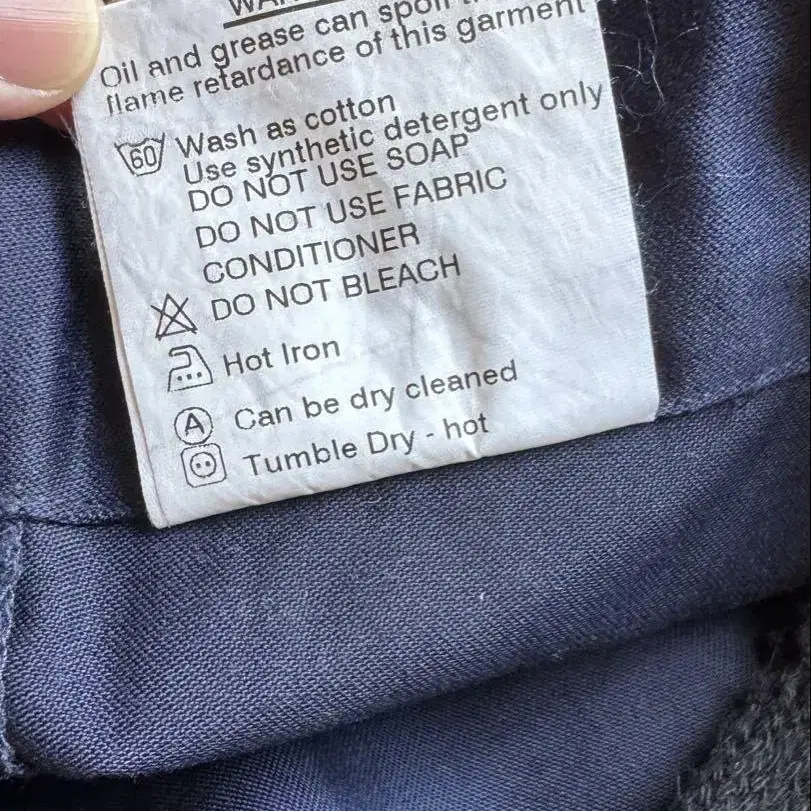 Oil and grease can spoil
flame retardance of this garment
60 Wash as cotton
Use synthetic detergent only
DO NOT USE SOAP
DO NOT USE FABRIC
CONDITIONER
DO NOT BLEACH
Hot Iron
A Can be dry cleaned
Tumble Dry - hot